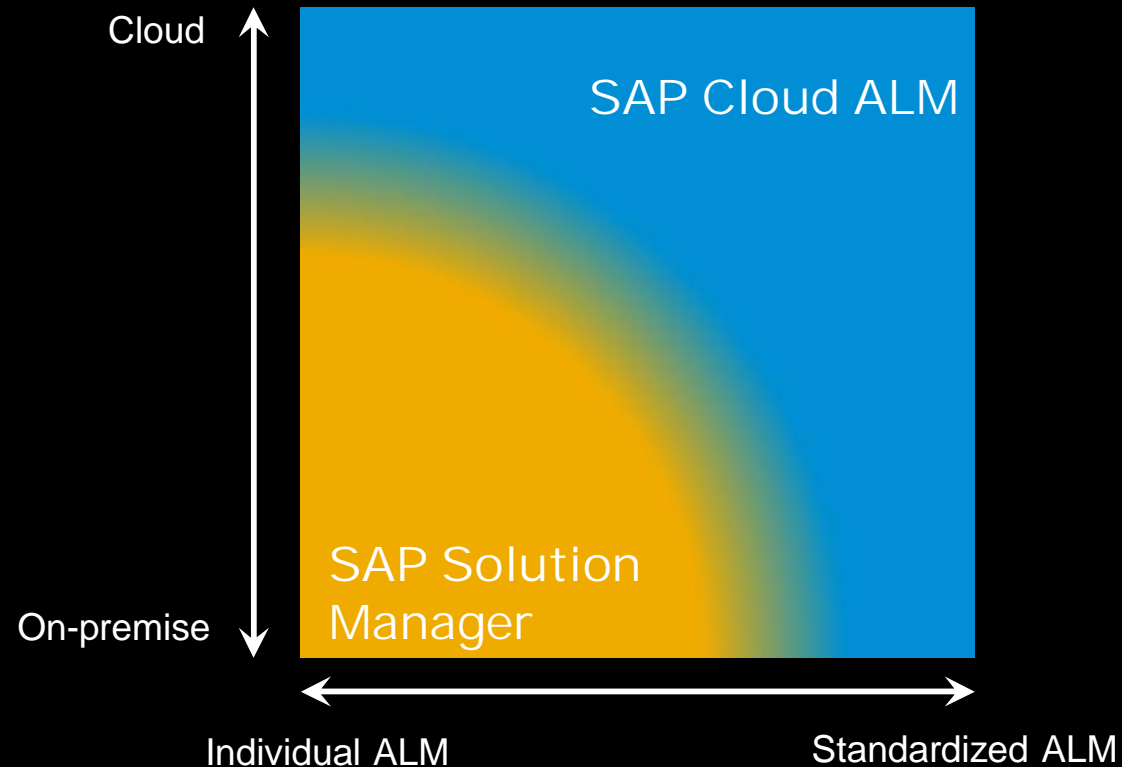 Cloud
SAP Cloud ALM
SAP Solution
Manager
On-premise
Individual ALM
Standardized ALM